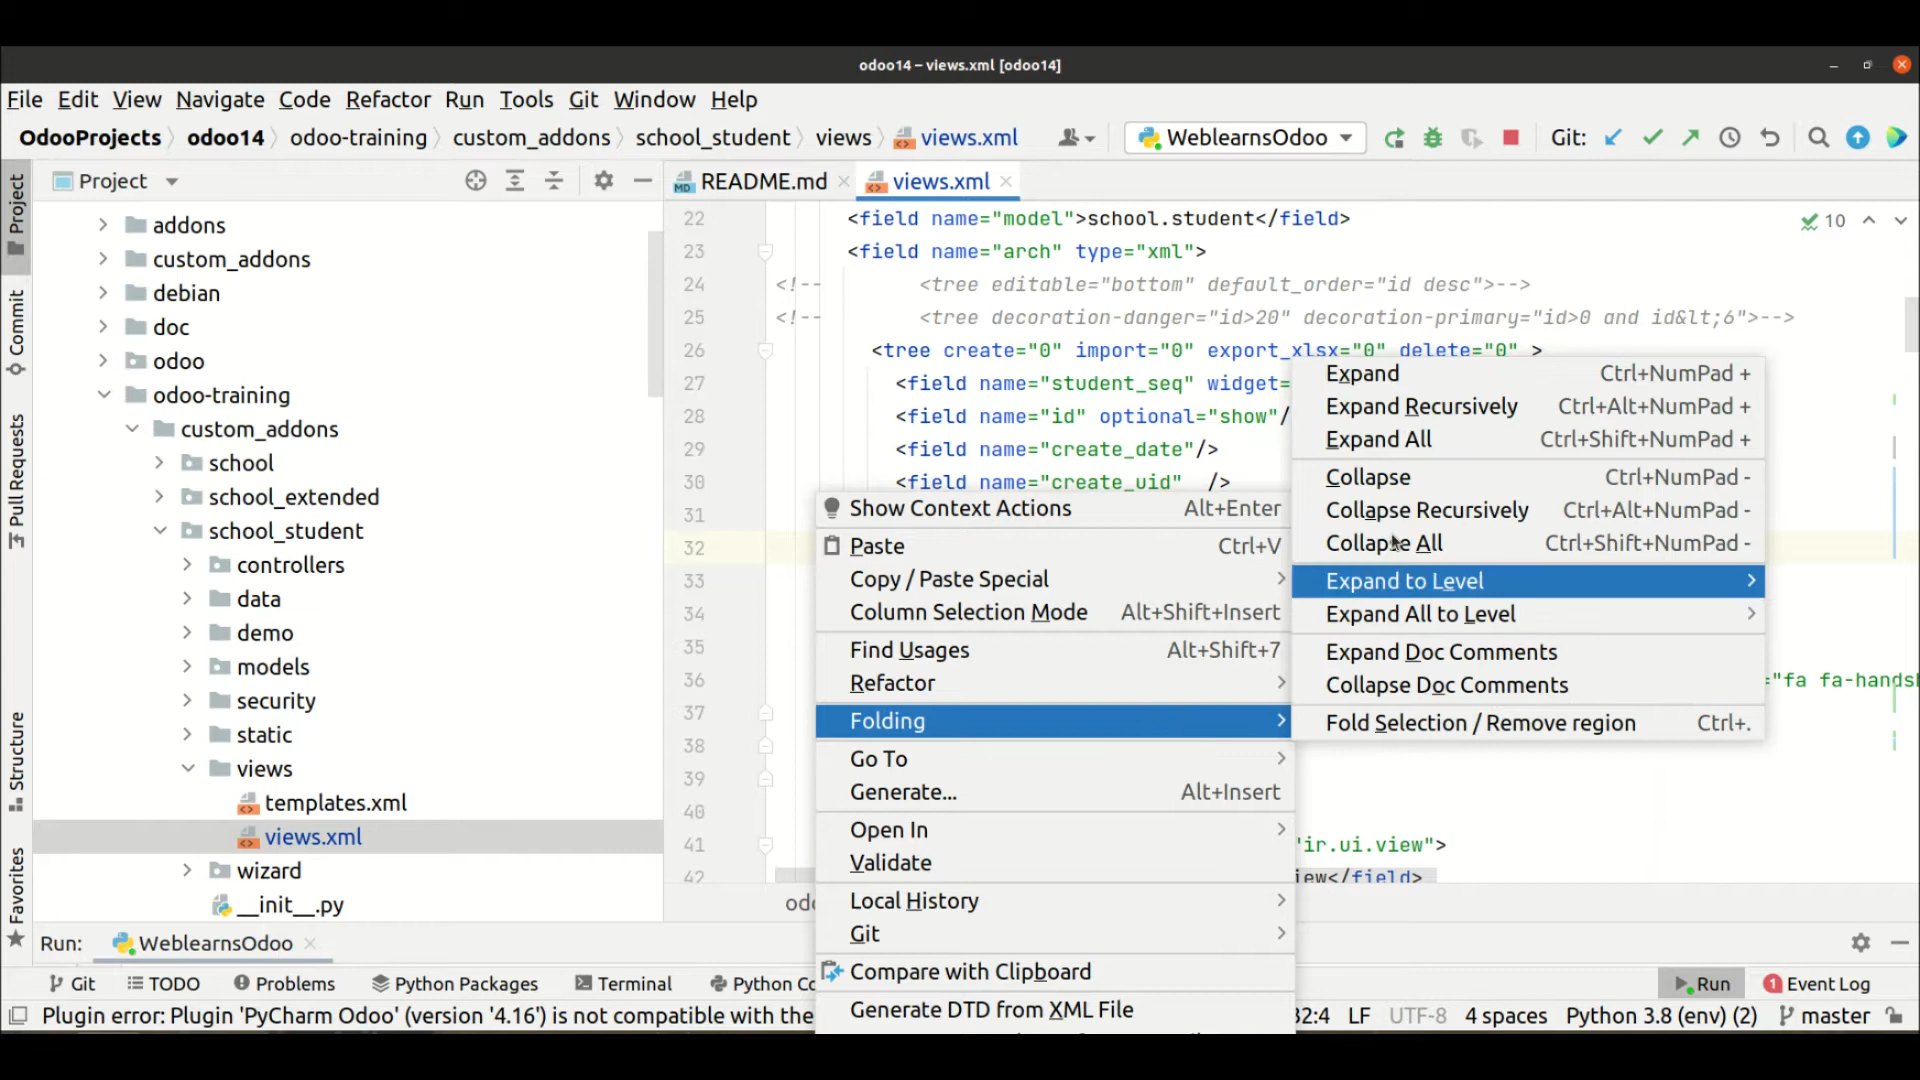 odoo14 – views.xml [odoo14]
File Edit View Navigate Code Refactor Run Tools Git Window Help
OdooProjects odoo14 odoo-training custom_addons school_student views views.xml WeblearnsOdoo Git:
Project
README.md
views.xml
addons
custom_addons
debian
doc
odoo
odoo-training
custom_addons
school
school_extended
school_student
controllers
data
demo
models
security
static
views
templates.xml
views.xml
wizard
__init__.py
Project
Commit
Pull Requests
Structure
Favorites
10
22 <field name="model">school.student</field>
23 <field name="arch" type="xml">
24 <!-- <tree editable="bottom" default_order="id desc">-->
25 <!-- <tree decoration-danger="id>20" decoration-primary="id>0 and id&lt;6">-->
26 <tree create="0" import="0" export_xlsx="0" delete="0" >
27 <field name="student_seq" widget=
28 <field name="id" optional="show"/
29 <field name="create_date"/>
30 <field name="create_uid" />
31
32
33
34
35
36 ="fa fa-hands
37
38
39
40
41 "ir.ui.view">
42 iew</field>
odo
Show Context Actions Alt+Enter
Paste Ctrl+V
Copy / Paste Special
Column Selection Mode Alt+Shift+Insert
Find Usages Alt+Shift+7
Refactor
Folding
Go To
Generate... Alt+Insert
Open In
Validate
Local History
Git
Compare with Clipboard
Generate DTD from XML File
Expand Ctrl+NumPad +
Expand Recursively Ctrl+Alt+NumPad +
Expand All Ctrl+Shift+NumPad +
Collapse Ctrl+NumPad -
Collapse Recursively Ctrl+Alt+NumPad -
Collapse All Ctrl+Shift+NumPad -
Expand to Level
Expand All to Level
Expand Doc Comments
Collapse Doc Comments
Fold Selection / Remove region Ctrl+.
Run: WeblearnsOdoo
Git TODO Problems Python Packages Terminal Python Co Run 1 Event Log
Plugin error: Plugin 'PyCharm Odoo' (version '4.16') is not compatible with the 32:4 LF UTF-8 4 spaces Python 3.8 (env) (2) master